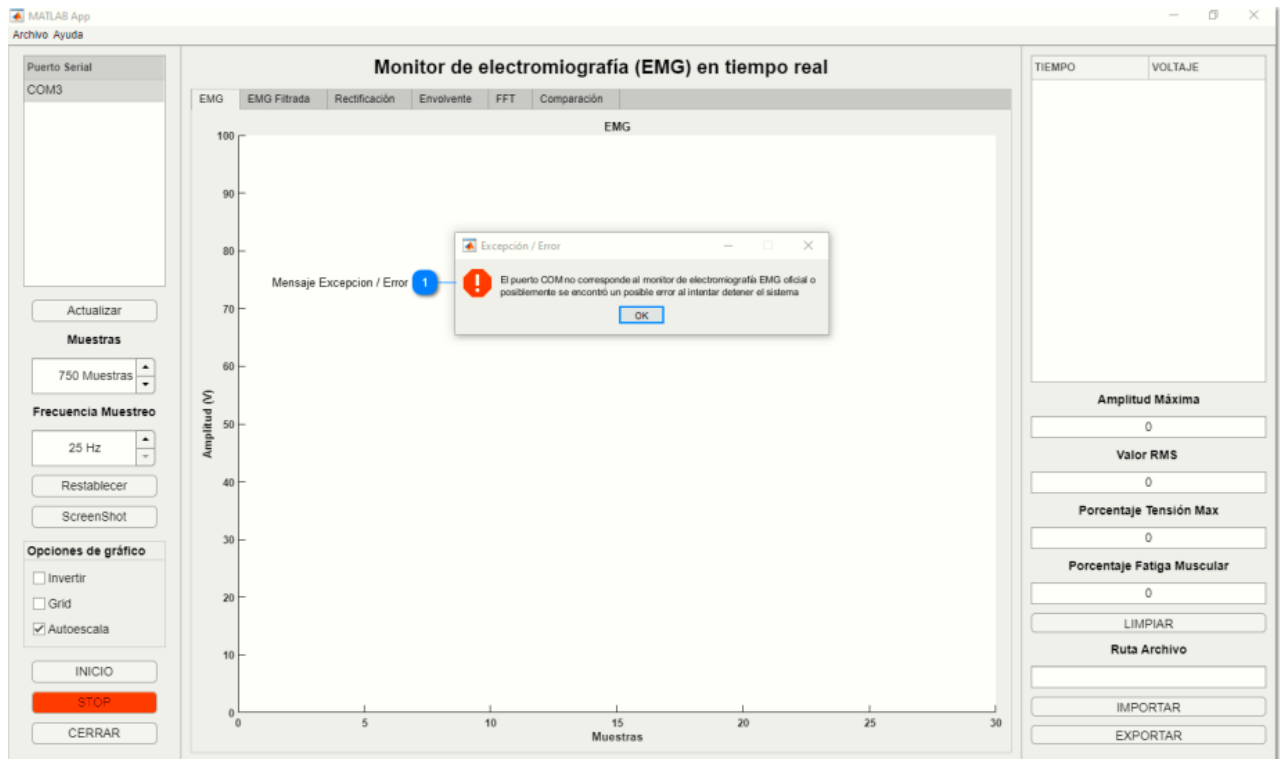 MATLAB App
Archivo Ayuda
Puerto Serial
COM3
Actualizar
Muestras
750 Muestras
Frecuencia Muestreo
25 Hz
Restablecer
ScreenShot
Opciones de gráfico
Invertir
Grid
Autoescala
INICIO
STOP
CERRAR
Monitor de electromiografía (EMG) en tiempo real
EMG EMG Filtrada Rectificación Envolvente FFT Comparación
EMG
100
90
80
70
60
50
40
30
20
10
0
Amplitud (V)
0 5 10 15 20 25 30
Muestras
Mensaje Excepcion / Error 1
Excepción / Error
El puerto COM no corresponde al monitor de electromiografía EMG oficial o
posiblemente se encontró un posible error al intentar detener el sistema
OK
TIEMPO VOLTAJE
Amplitud Máxima
0
Valor RMS
0
Porcentaje Tensión Max
0
Porcentaje Fatiga Muscular
0
LIMPIAR
Ruta Archivo
IMPORTAR
EXPORTAR